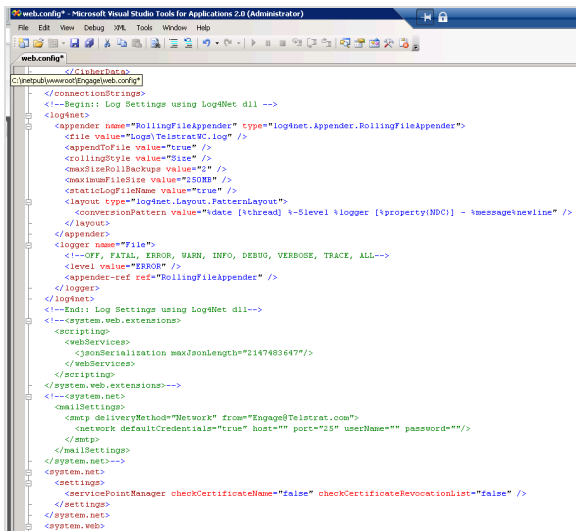 web.config* - Microsoft Visual Studio Tools for Applications 2.0 (Administrator)
File Edit View Debug XML Tools Window Help
web.config*
</CipherData>
C:\inetpub\wwwroot\Engage\web.config*
</connectionStrings>
<!--Begin:: Log Settings using Log4Net dll -->
<log4net>
<appender name="RollingFileAppender" type="log4net.Appender.RollingFileAppender">
<file value="Logs\TelstratWC.log" />
<appendToFile value="true" />
<rollingStyle value="Size" />
<maxSizeRollBackups value="2" />
<maximumFileSize value="250MB" />
<staticLogFileName value="true" />
<layout type="log4net.Layout.PatternLayout">
<conversionPattern value="%date [%thread] %-5level %logger [%property{NDC}] - %message%newline" />
</layout>
</appender>
<logger name="File">
<!--OFF, FATAL, ERROR, WARN, INFO, DEBUG, VERBOSE, TRACE, ALL-->
<level value="ERROR" />
<appender-ref ref="RollingFileAppender" />
</logger>
</log4net>
<!--End:: Log Settings using Log4Net dll-->
<!--<system.web.extensions>
<scripting>
<webServices>
<jsonSerialization maxJsonLength="2147483647"/>
</webServices>
</scripting>
</system.web.extensions>-->
<!--<system.net>
<mailSettings>
<smtp deliveryMethod="Network" from="Engage@Telstrat.com">
<network defaultCredentials="true" host="" port="25" userName="" password=""/>
</smtp>
</mailSettings>
</system.net>-->
<system.net>
<settings>
<servicePointManager checkCertificateName="false" checkCertificateRevocationList="false" />
</settings>
</system.net>
<system.web>